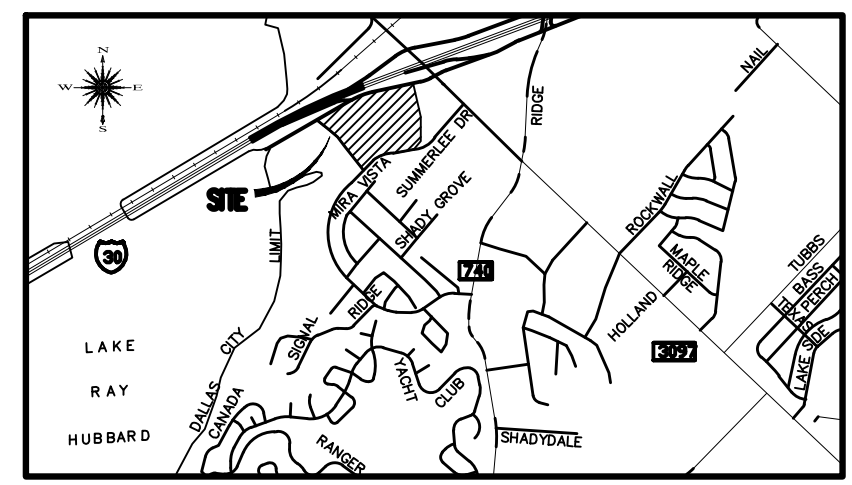 N
W E
S
NAIL
RIDGE
SUMMERLEE DR
MIRA VISTA
SITE
SHADY GROVE
ROCKWALL
LIMIT
30
740
MAPLE
RIDGE
TUBBS
BASS
PERCH
TEXAS
LAKE SIDE
HOLLAND
3097
SIGNAL
RIDGE
LAKE
RAY
HUBBARD
CITY
DALLAS
CANADA
YACHT
CLUB
SHADYDALE
RANGER